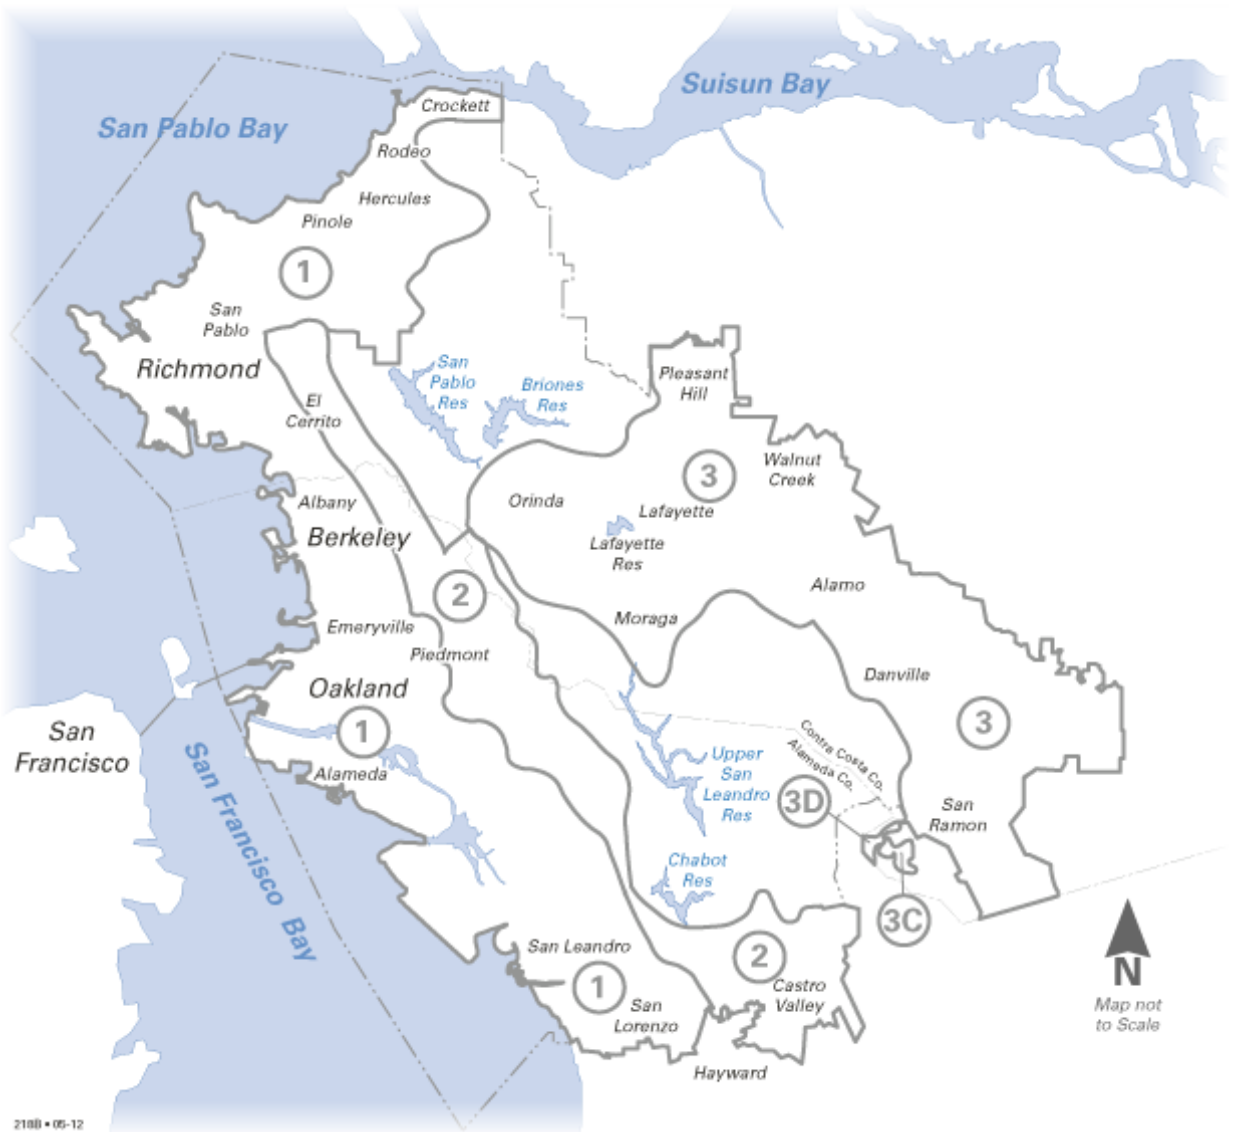 Suisun Bay
Crockett
San Pablo Bay
Rodeo
Hercules
Pinole
1
San
Pablo
Richmond
San
Pablo
Res
Briones
Res
Pleasant
Hill
El
Cerrito
Walnut
Creek
3
Orinda
Lafayette
Albany
Berkeley
Lafayette
Res
Alamo
2
Moraga
Emeryville
Piedmont
Danville
Oakland
3
San
Francisco
1
Contra Costa Co.
Alameda Co.
Upper
San
Leandro
Res
Alameda
3D
San
Ramon
San Francisco Bay
Chabot
Res
3C
San Leandro
2
1
Castro
Valley
San
Lorenzo
N
Map not
to Scale
Hayward
218B • 05-12